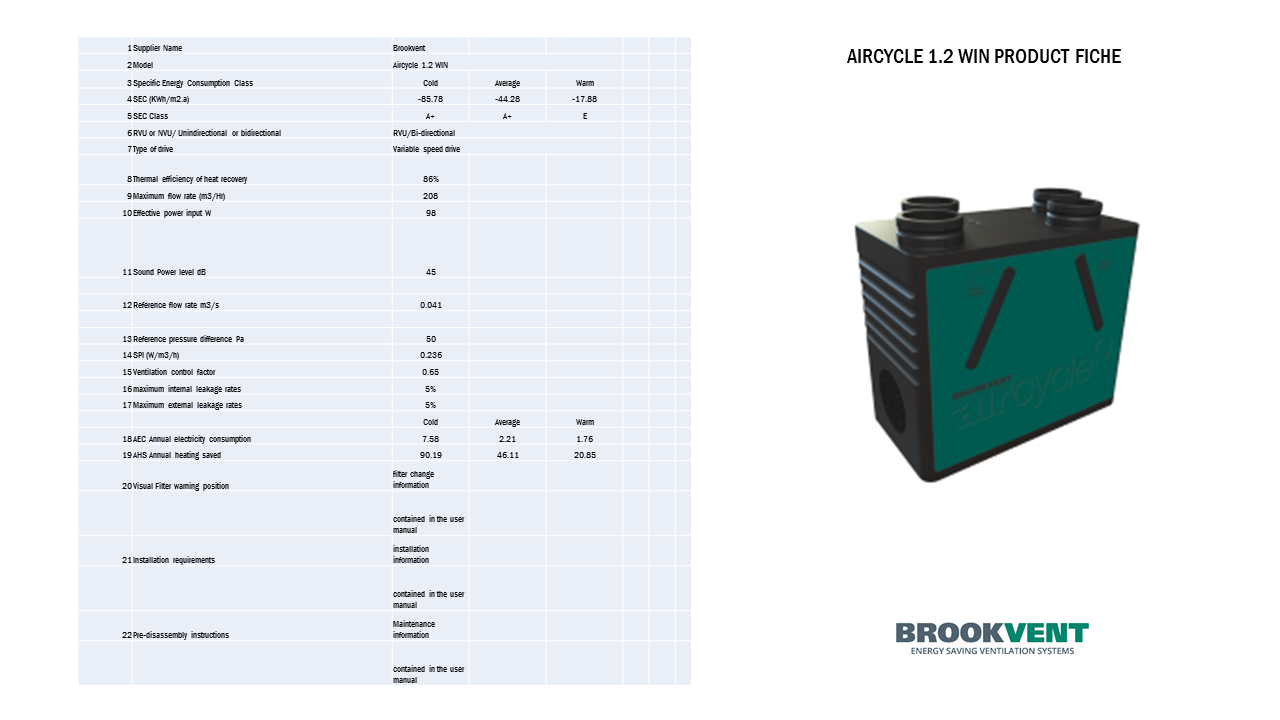 1 Supplier Name Brookvent
2 Model Aircycle 1.2 WIN
3 Specific Energy Consumption Class Cold Average Warm
4 SEC (KWh/m2.a) -85.78 -44.28 -17.88
5 SEC Class A+ A+ E
6 RVU or NVU/ Unindirectional or bidirectional RVU/Bi-directional
7 Type of drive Variable speed drive
8 Thermal efficiency of heat recovery 86%
9 Maximum flow rate (m3/Hr) 208
10 Effective power input W 98
11 Sound Power level dB 45
12 Reference flow rate m3/s 0.041
13 Reference pressure difference Pa 50
14 SPI (W/m3/h) 0.236
15 Ventilation control factor 0.65
16 maximum internal leakage rates 5%
17 Maximum external leakage rates 5%
Cold Average Warm
18 AEC Annual electricity consumption 7.58 2.21 1.76
19 AHS Annual heating saved 90.19 46.11 20.85
filter change
20 Visual Filter warning position information
contained in the user
manual
installation
21 Installation requirements information
contained in the user
manual
Maintenance
22 Pre-disassembly instructions information
contained in the user
manual
AIRCYCLE 1.2 WIN PRODUCT FICHE
BROOKVENT
aircycle
BROOKVENT
ENERGY SAVING VENTILATION SYSTEMS